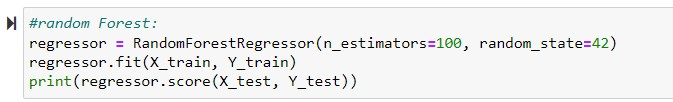 #random Forest:
regressor = RandomForestRegressor(n_estimators=100, random_state=42)
regressor.fit(X_train, Y_train)
print(regressor.score(X_test, Y_test))